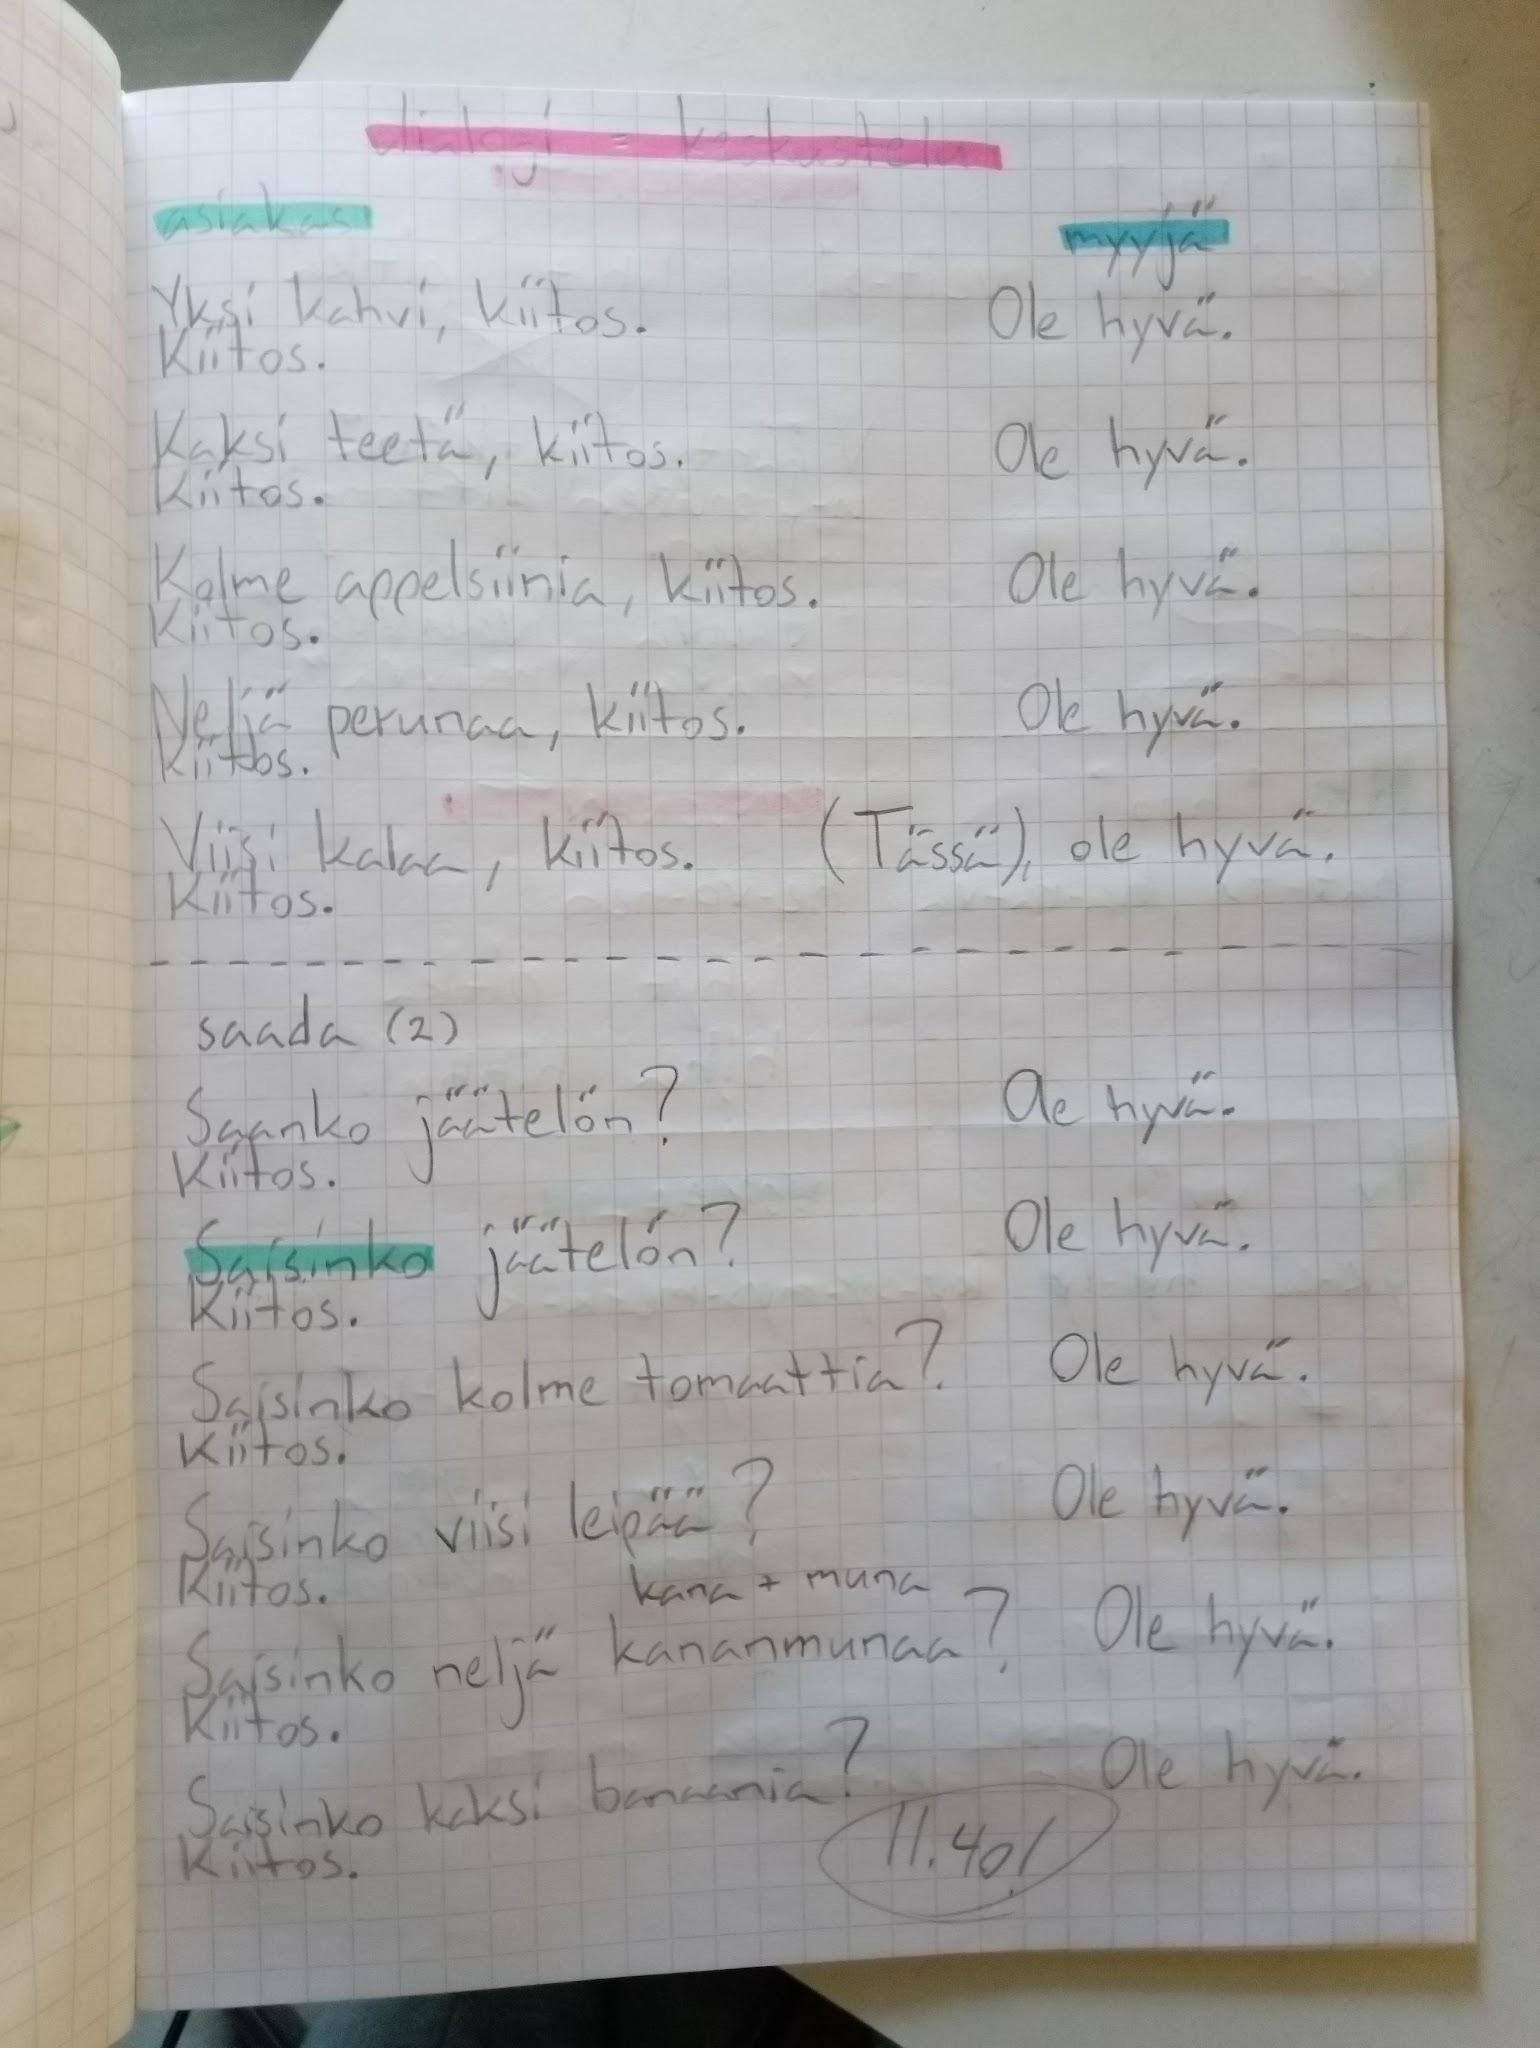 dialogi = keskustelu
asiakas myyjä
Yksi kahvi, kiitos. Ole hyvä.
Kiitos.
Kaksi teetä, kiitos. Ole hyvä.
Kiitos.
Kolme appelsiinia, kiitos. Ole hyvä.
Kiitos.
Neljä perunaa, kiitos. Ole hyvä.
Kiitos.
Viisi kalaa, kiitos. (Tässä), ole hyvä.
Kiitos.
saada (2)
Saanko jäätelön? Ole hyvä.
Kiitos.
Saisinko jäätelön? Ole hyvä.
Kiitos.
Saisinko kolme tomaattia? Ole hyvä.
Kiitos.
Saisinko viisi leipää? Ole hyvä.
Kiitos.
kana + muna
Saisinko neljä kananmunaa? Ole hyvä.
Kiitos.
Saisinko kaksi banaania? Ole hyvä.
11.40!
Kiitos.